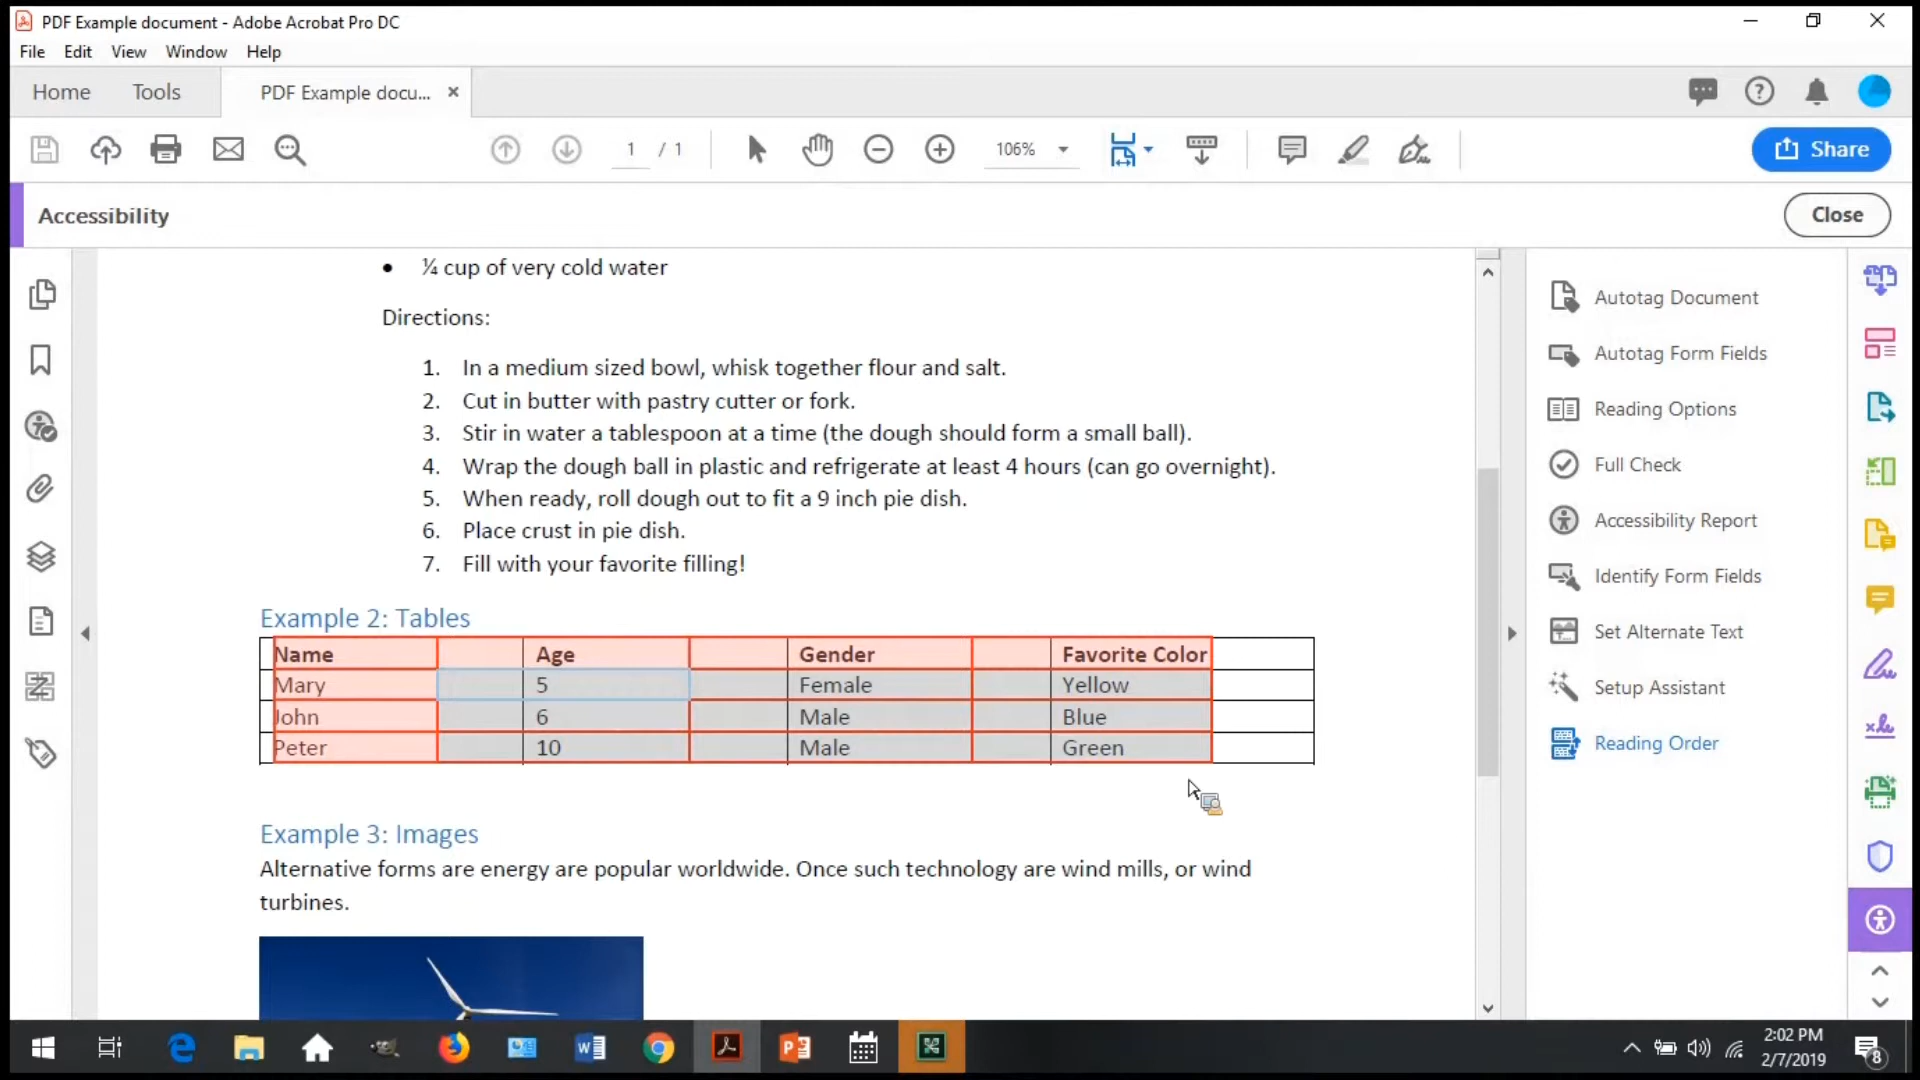 PDF Example document - Adobe Acrobat Pro DC
File Edit View Window Help
Home Tools PDF Example docu... ×
1 / 1 106% Share
Accessibility Close
• ¼ cup of very cold water
Directions:
1. In a medium sized bowl, whisk together flour and salt.
2. Cut in butter with pastry cutter or fork.
3. Stir in water a tablespoon at a time (the dough should form a small ball).
4. Wrap the dough ball in plastic and refrigerate at least 4 hours (can go overnight).
5. When ready, roll dough out to fit a 9 inch pie dish.
6. Place crust in pie dish.
7. Fill with your favorite filling!
Example 2: Tables
Name Age Gender Favorite Color
Mary 5 Female Yellow
John 6 Male Blue
Peter 10 Male Green
Example 3: Images
Alternative forms are energy are popular worldwide. Once such technology are wind mills, or wind
turbines.
Autotag Document
Autotag Form Fields
Reading Options
Full Check
Accessibility Report
Identify Form Fields
Set Alternate Text
Setup Assistant
Reading Order
2:02 PM
2/7/2019
8